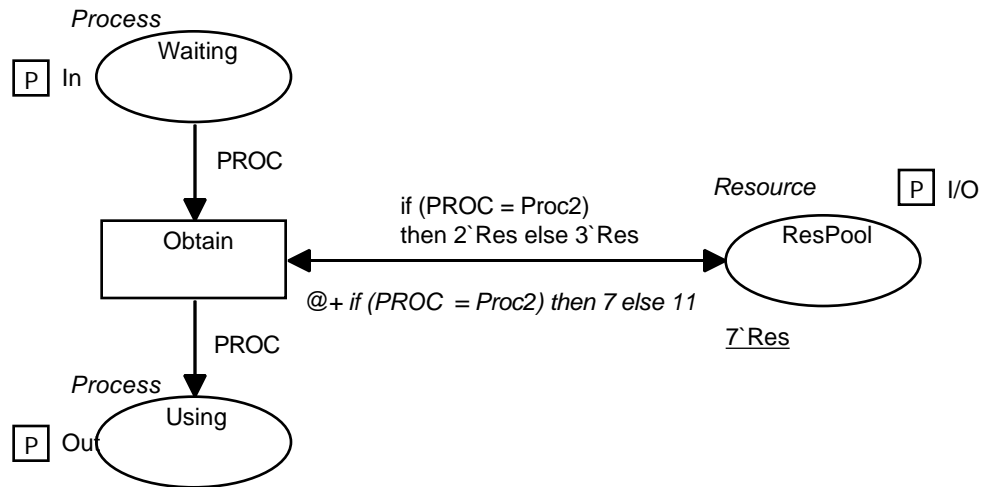 Process
Waiting
P In
PROC
if (PROC = Proc2)
then 2`Res else 3`Res
Resource
P I/O
Obtain
ResPool
@+ if (PROC = Proc2) then 7 else 11
7`Res
PROC
Process
Using
P Out